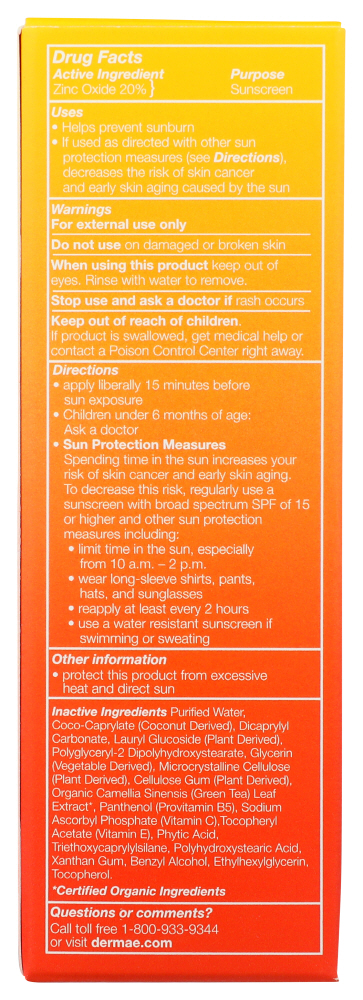 Drug Facts
Active Ingredient Purpose
Zinc Oxide 20% } Sunscreen
Uses
• Helps prevent sunburn
• If used as directed with other sun
protection measures (see Directions),
decreases the risk of skin cancer
and early skin aging caused by the sun
Warnings
For external use only
Do not use on damaged or broken skin
When using this product keep out of
eyes. Rinse with water to remove.
Stop use and ask a doctor if rash occurs
Keep out of reach of children.
If product is swallowed, get medical help or
contact a Poison Control Center right away.
Directions
• apply liberally 15 minutes before
sun exposure
• Children under 6 months of age:
Ask a doctor
• Sun Protection Measures
Spending time in the sun increases your
risk of skin cancer and early skin aging.
To decrease this risk, regularly use a
sunscreen with broad spectrum SPF of 15
or higher and other sun protection
measures including:
• limit time in the sun, especially
from 10 a.m. – 2 p.m.
• wear long-sleeve shirts, pants,
hats, and sunglasses
• reapply at least every 2 hours
• use a water resistant sunscreen if
swimming or sweating
Other information
• protect this product from excessive
heat and direct sun
Inactive Ingredients Purified Water,
Coco-Caprylate (Coconut Derived), Dicaprylyl
Carbonate, Lauryl Glucoside (Plant Derived),
Polyglyceryl-2 Dipolyhydroxystearate, Glycerin
(Vegetable Derived), Microcrystalline Cellulose
(Plant Derived), Cellulose Gum (Plant Derived),
Organic Camellia Sinensis (Green Tea) Leaf
Extract*, Panthenol (Provitamin B5), Sodium
Ascorbyl Phosphate (Vitamin C),Tocopheryl
Acetate (Vitamin E), Phytic Acid,
Triethoxycaprylylsilane, Polyhydroxystearic Acid,
Xanthan Gum, Benzyl Alcohol, Ethylhexylglycerin,
Tocopherol.
*Certified Organic Ingredients
Questions or comments?
Call toll free 1-800-933-9344
or visit dermae.com